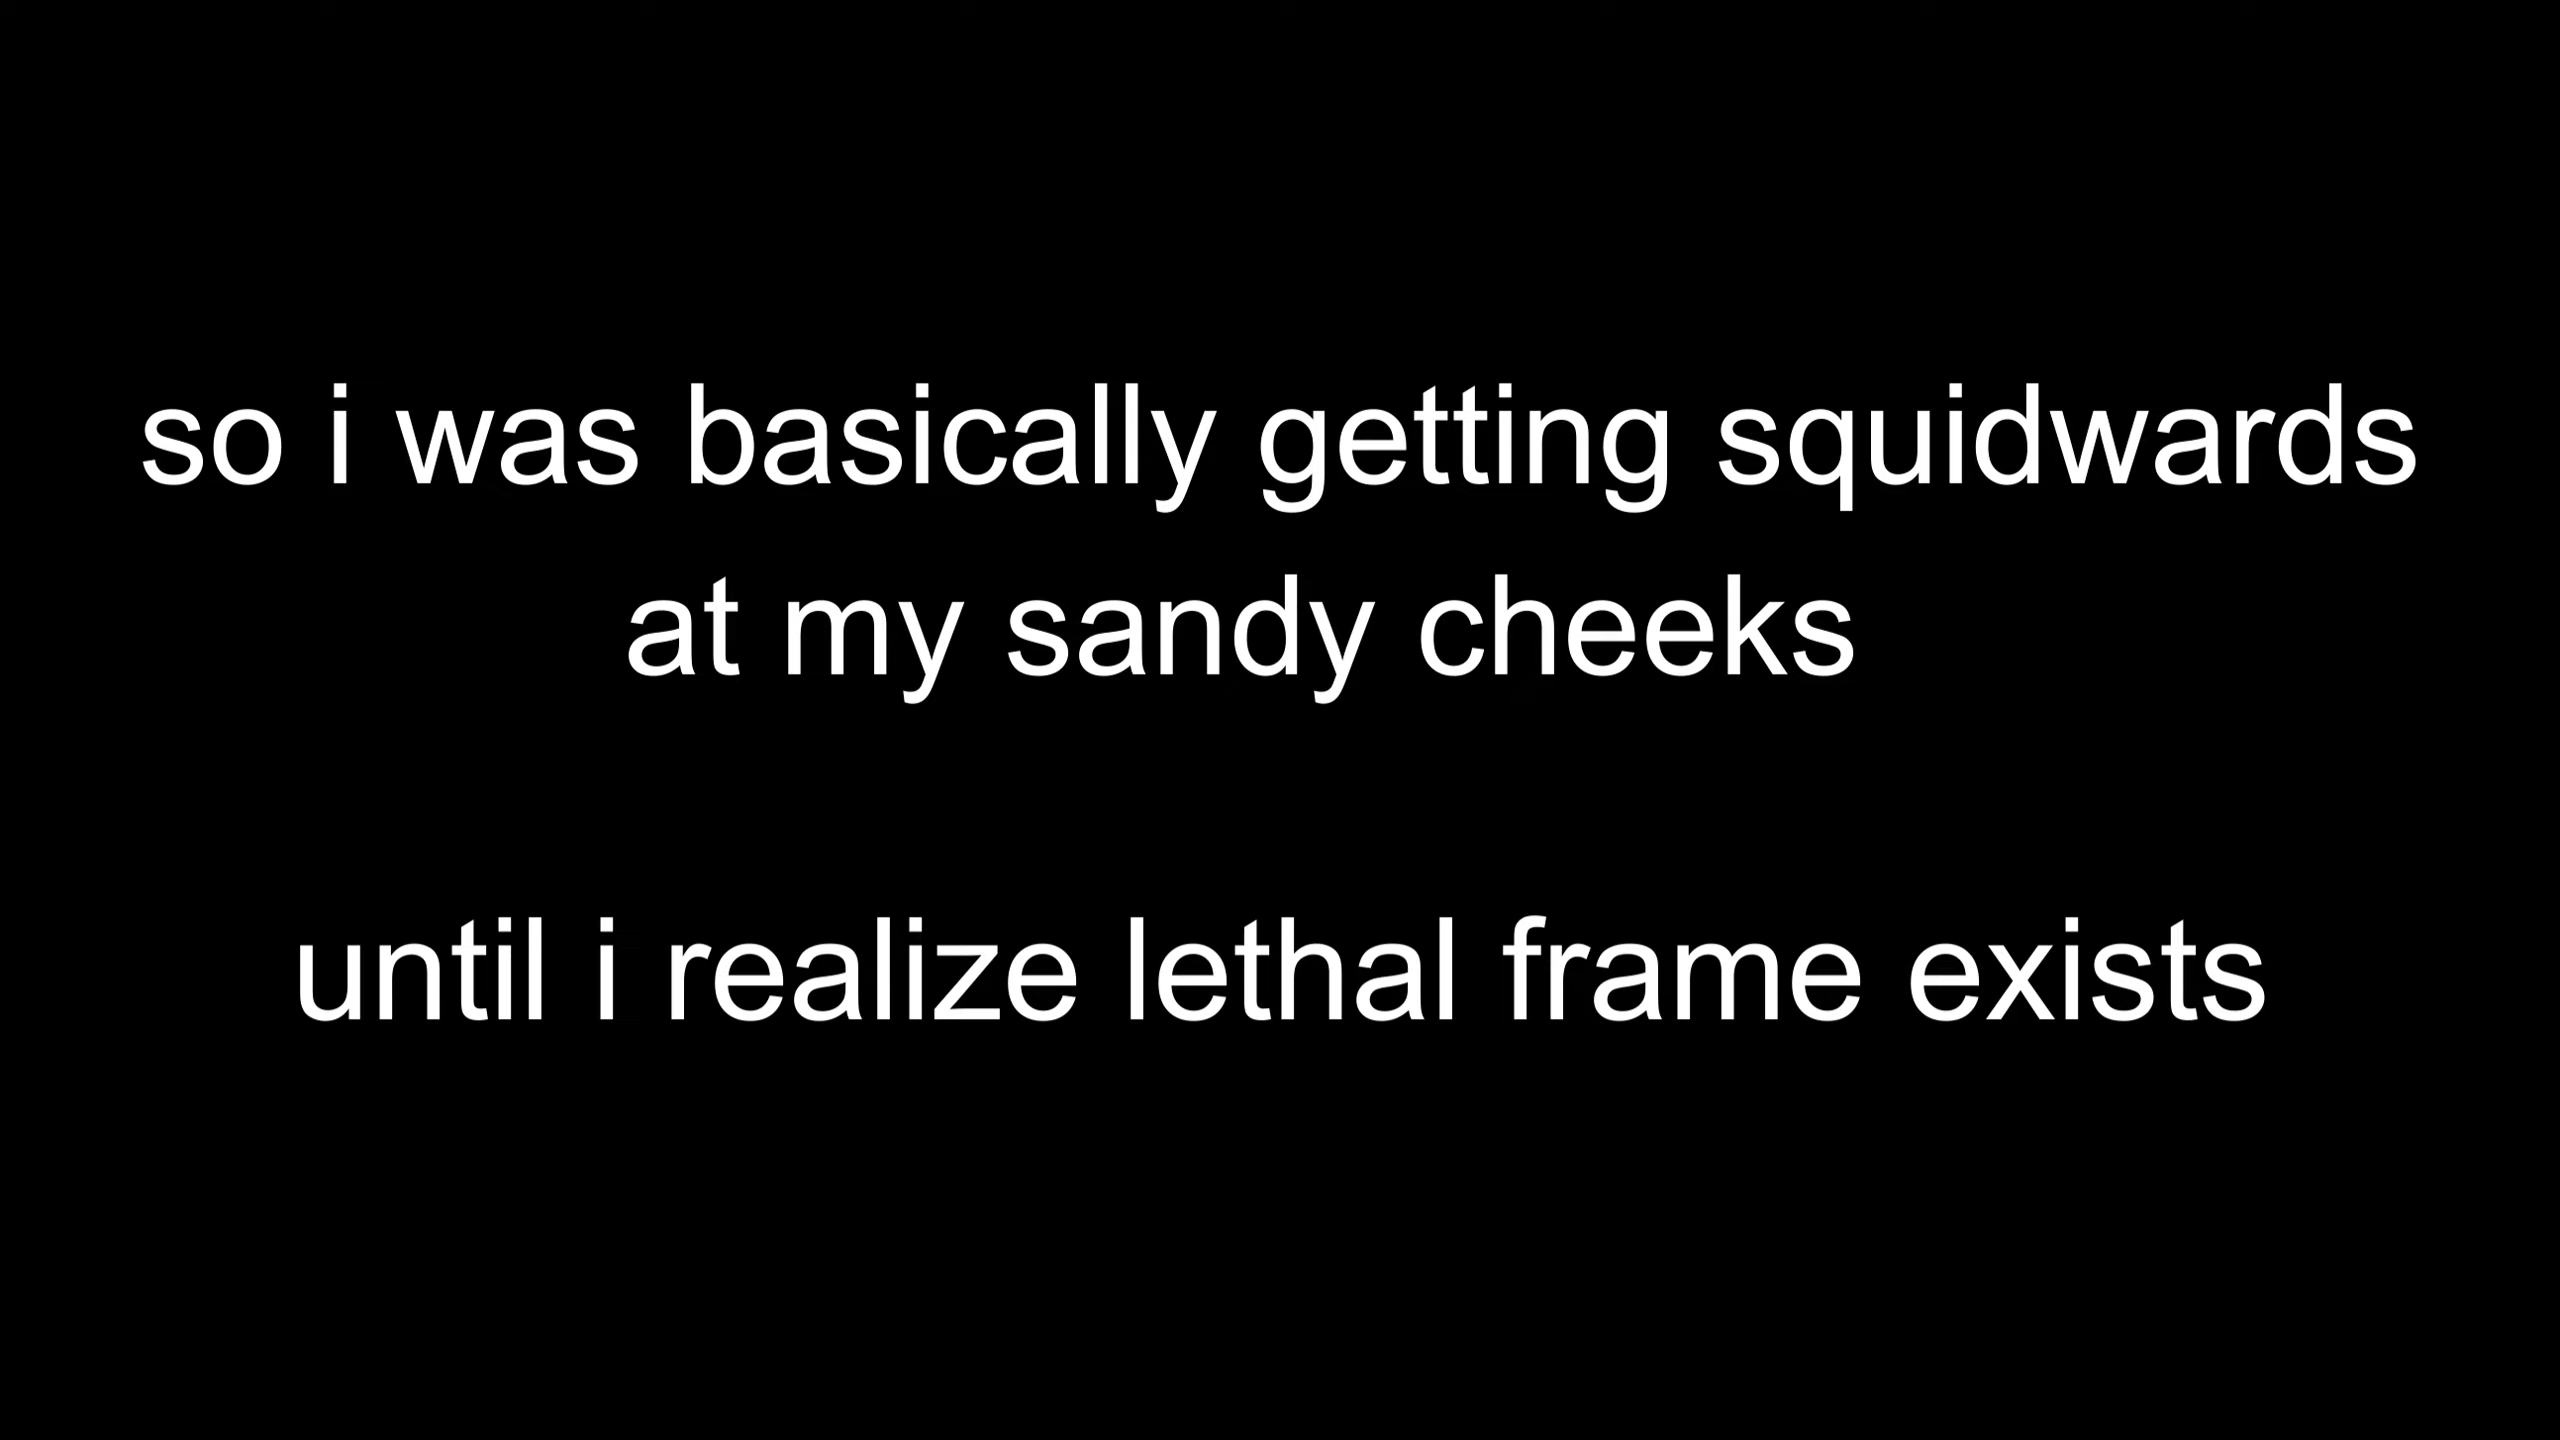 so i was basically getting squidwards
at my sandy cheeks
until i realize lethal frame exists